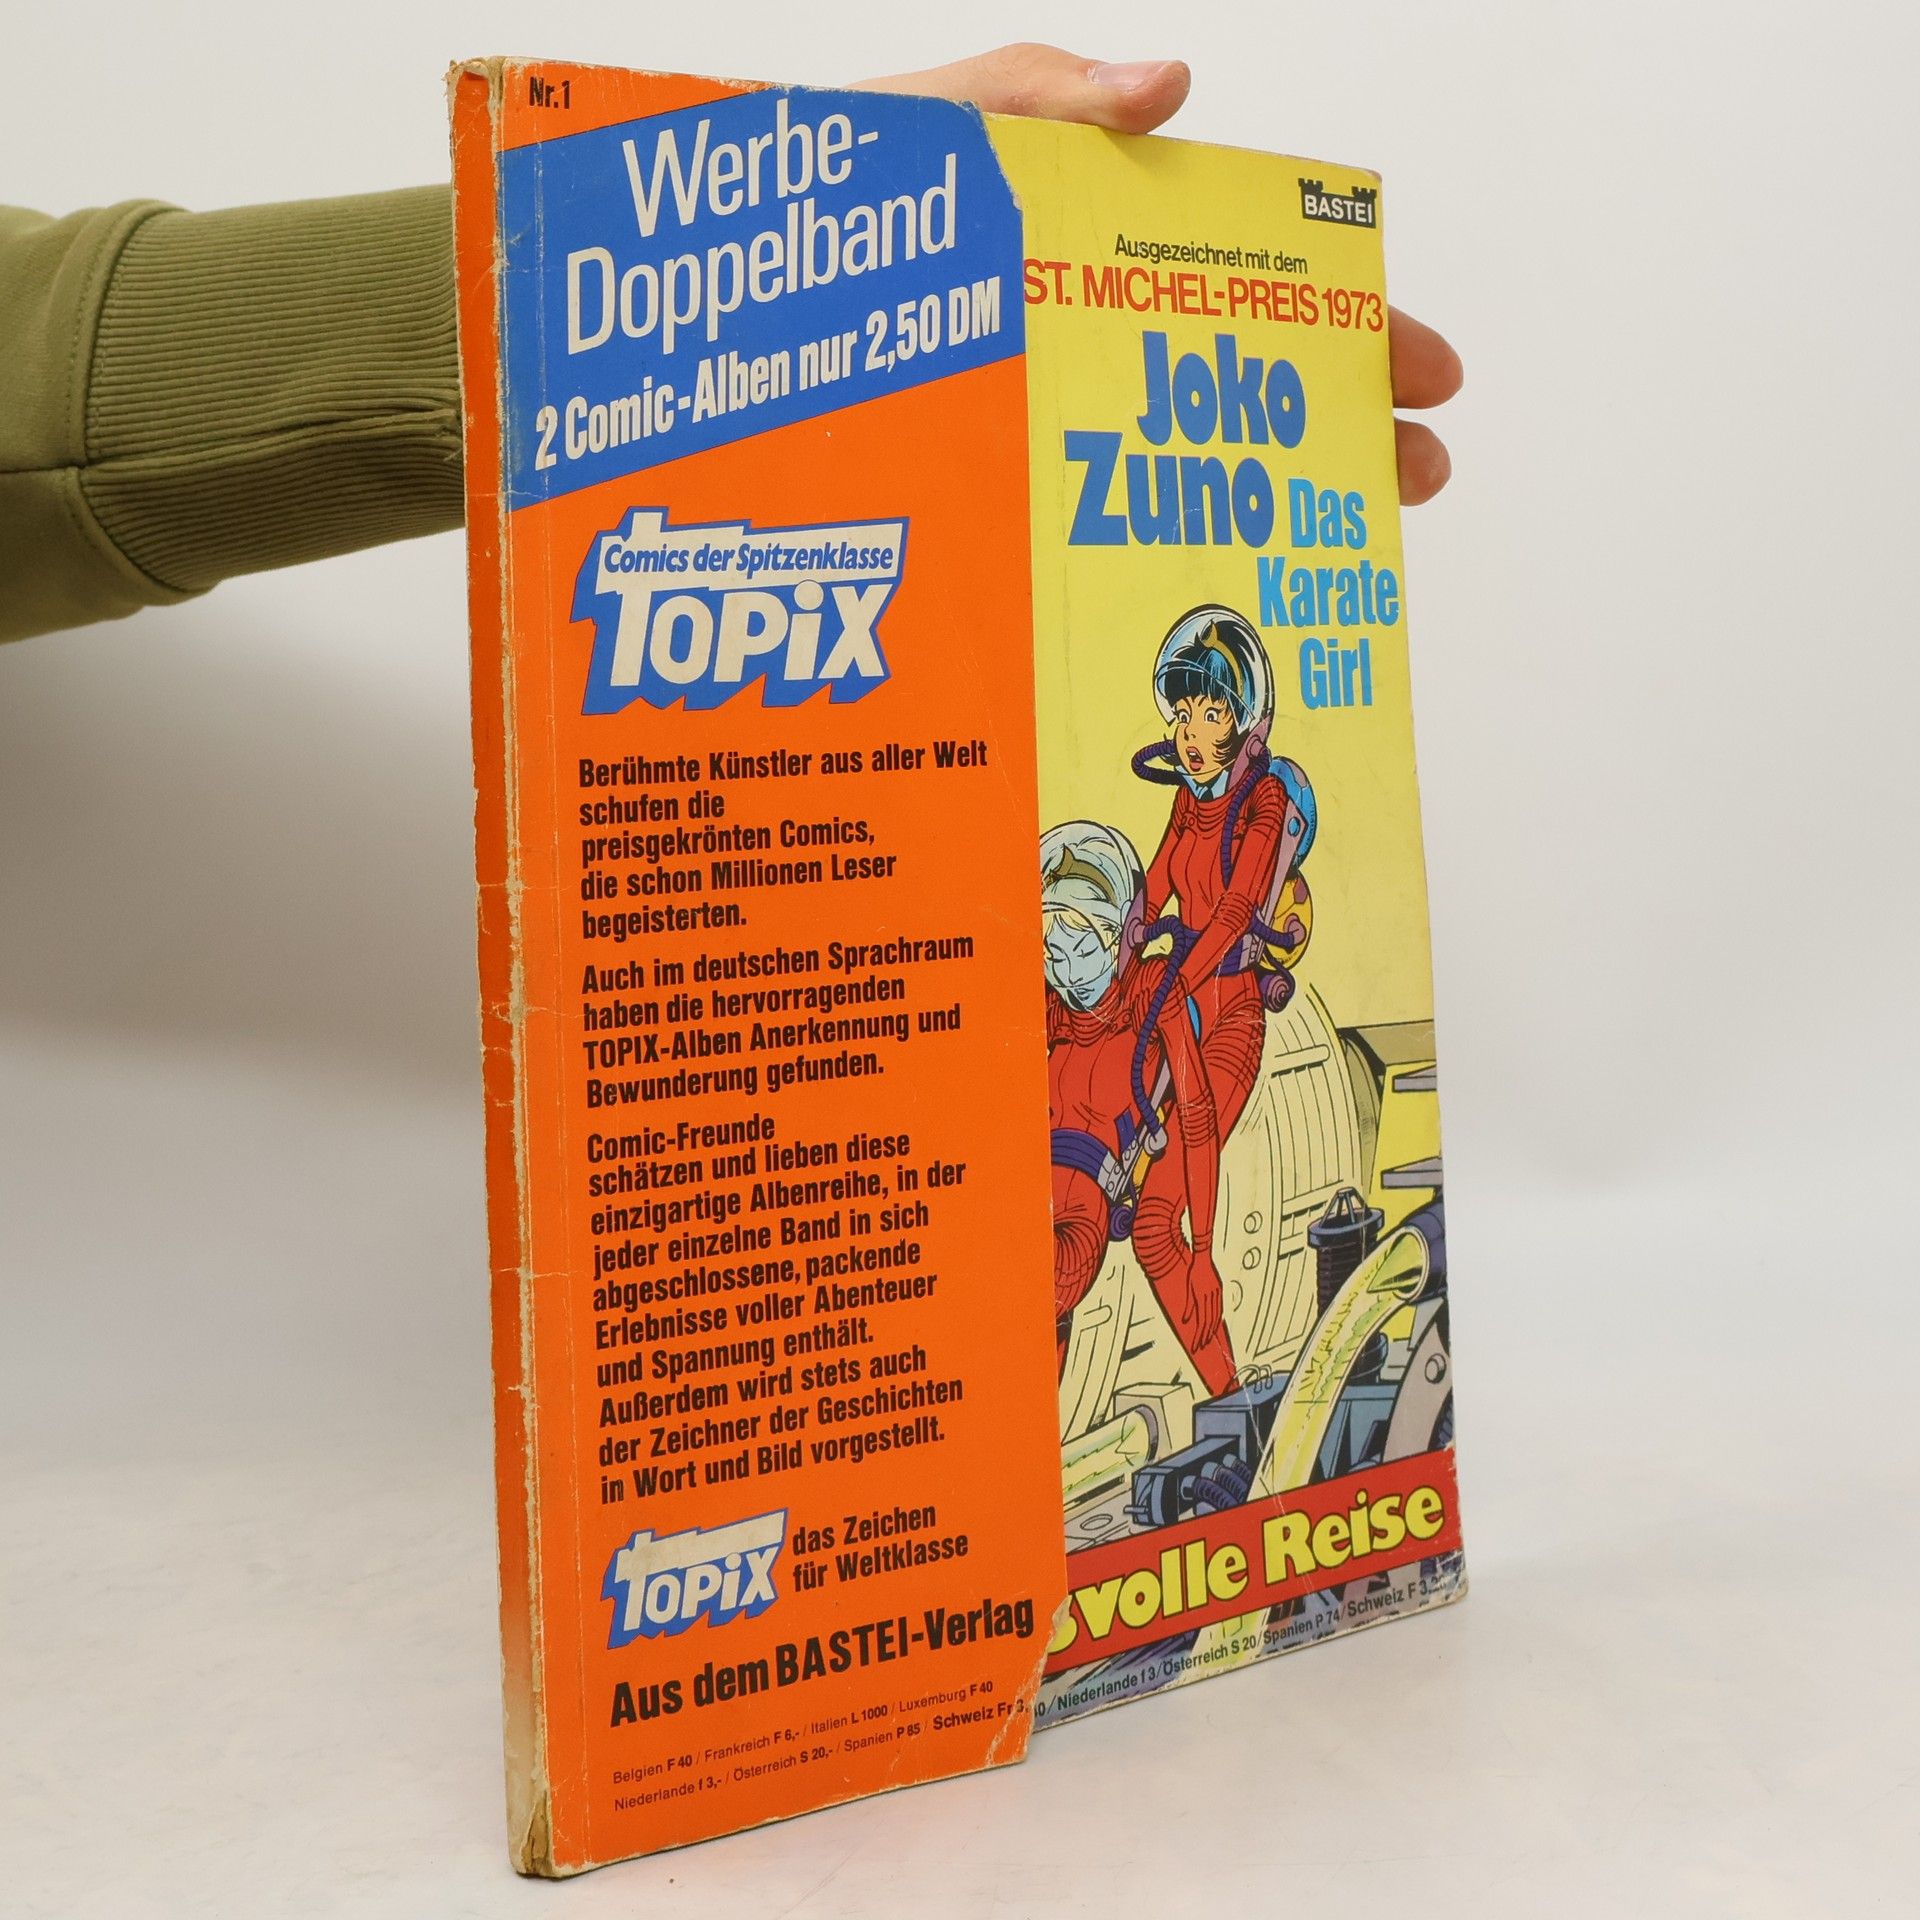 Nr.1
Werbe-
Doppelband
2 Comic-Alben nur 2,50 DM
Comics der Spitzenklasse
TOPiX
Berühmte Künstler aus aller Welt
schufen die
preisgekrönten Comics,
die schon Millionen Leser
begeisterten.
Auch im deutschen Sprachraum
haben die hervorragenden
TOPIX-Alben Anerkennung und
Bewunderung gefunden.
Comic-Freunde
schätzen und lieben diese
einzigartige Albenreihe, in der
jeder einzelne Band in sich
abgeschlossene, packende
Erlebnisse voller Abenteuer
und Spannung enthält.
Außerdem wird stets auch
der Zeichner der Geschichten
in Wort und Bild vorgestellt.
TOPiX
das Zeichen
für Weltklasse
Aus dem BASTEI-Verlag
Belgien F 40 / Frankreich F 6,- / Italien L 1000 / Luxemburg F 40
Niederlande f 3,- / Österreich S 20,- / Spanien P 85 / Schweiz Fr 3,
BASTEI
Ausgezeichnet mit dem
ST. MICHEL-PREIS 1973
Joko
Zuno
Das
Karate
Girl
svolle Reise
/Niederlande f 3/Österreich S 20/Spanien P 74/Schweiz F 3,20